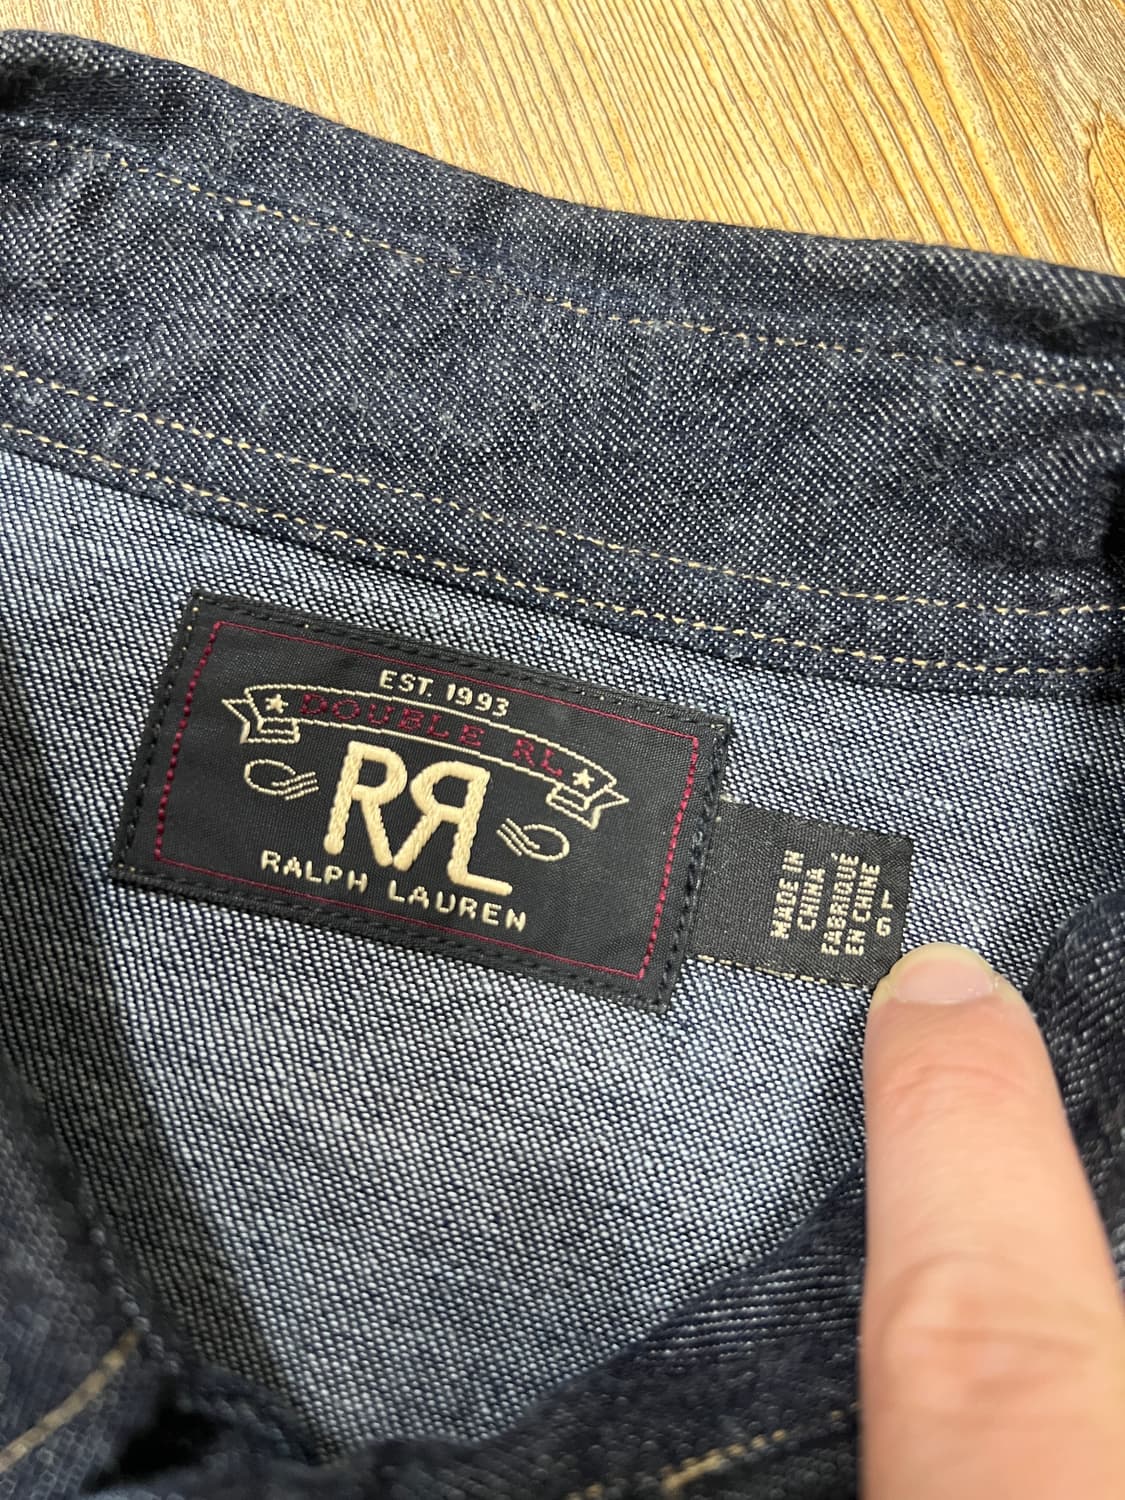 EST. 1993
DOUBLE RL
RRL
RALPH LAUREN
MADE IN
CHINA
FABRIQUÉ
EN CHINE
L
G